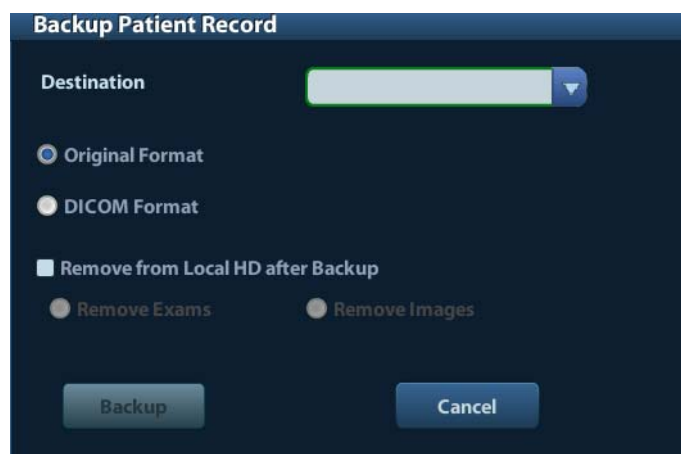 Backup Patient Record
Destination
Original Format
DICOM Format
Remove from Local HD after Backup
Remove Exams Remove Images
Backup Cancel